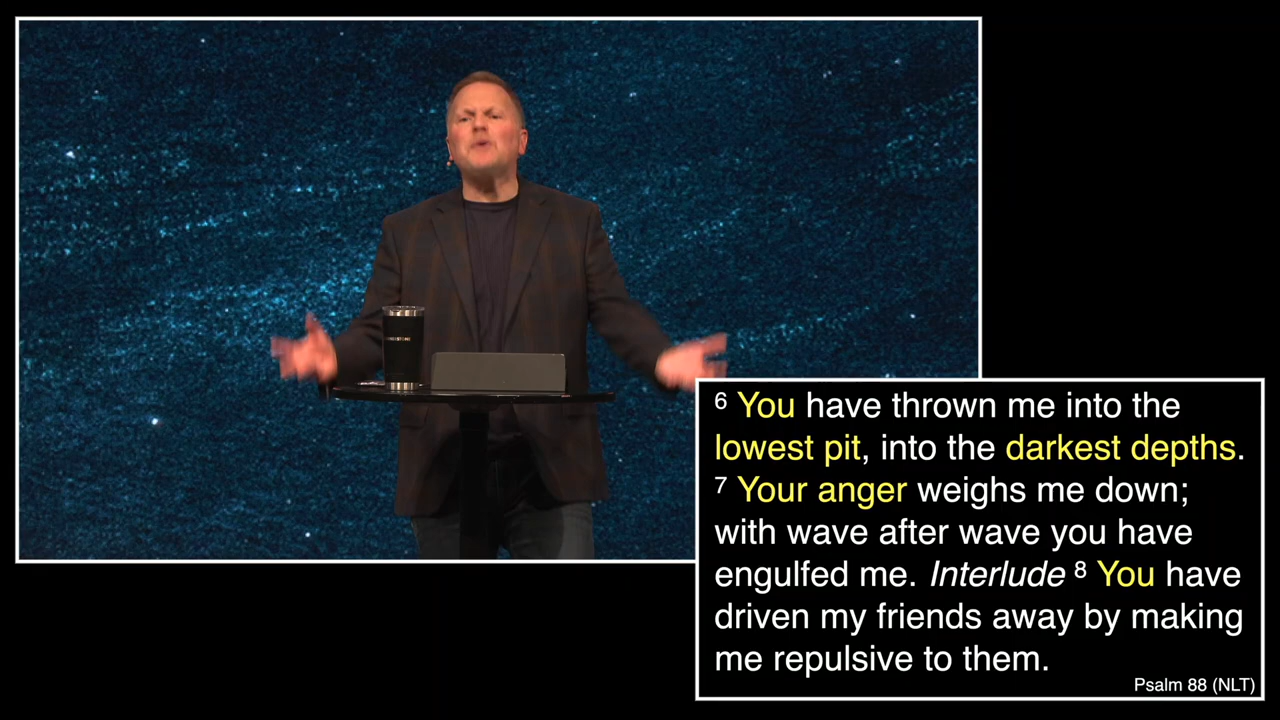 ⁶ You have thrown me into the
lowest pit, into the darkest depths.
⁷ Your anger weighs me down;
with wave after wave you have
engulfed me. Interlude ⁸ You have
driven my friends away by making
me repulsive to them.
Psalm 88 (NLT)